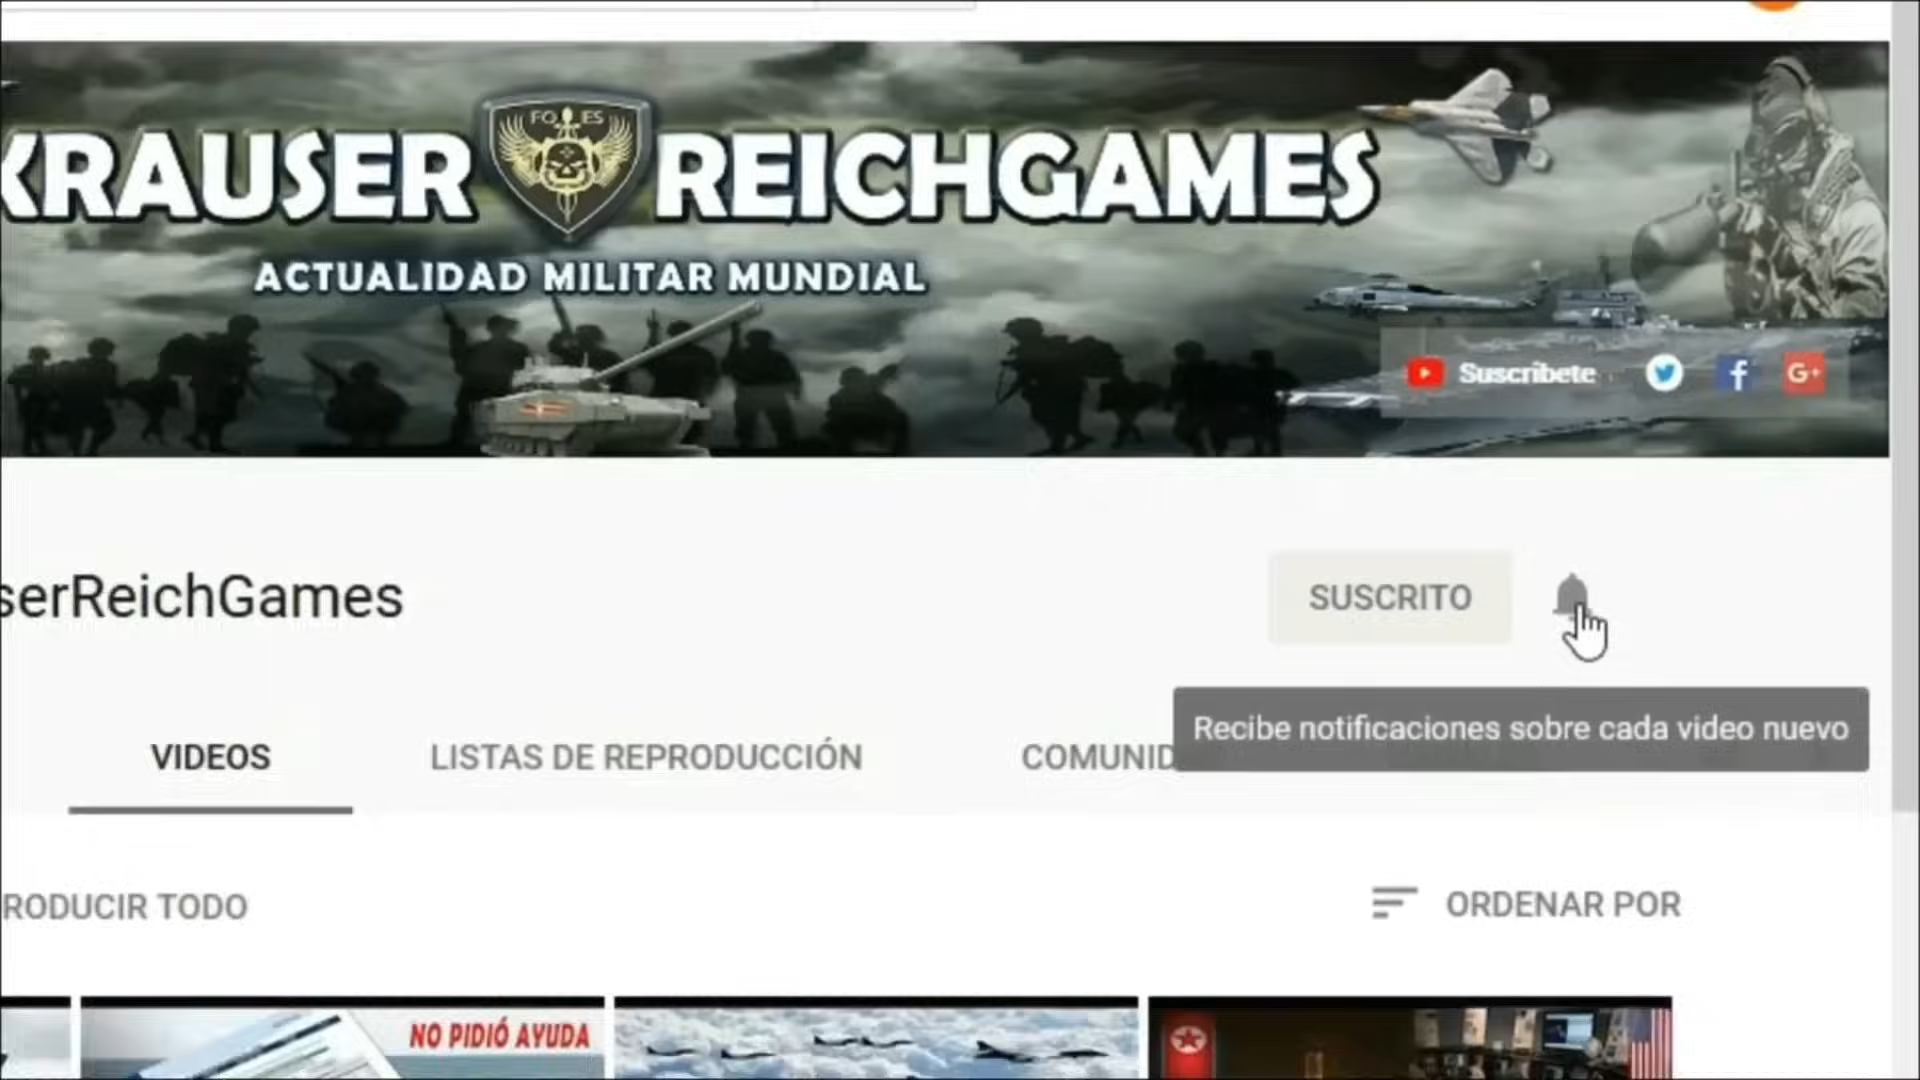 KRAUSER REICHGAMES
FO ES
ACTUALIDAD MILITAR MUNDIAL
Suscribete
G+
serReichGames
SUSCRITO
Recibe notificaciones sobre cada video nuevo
VIDEOS
LISTAS DE REPRODUCCIÓN
COMUNID
RODUCIR TODO
ORDENAR POR
NO PIDIÓ AYUDA